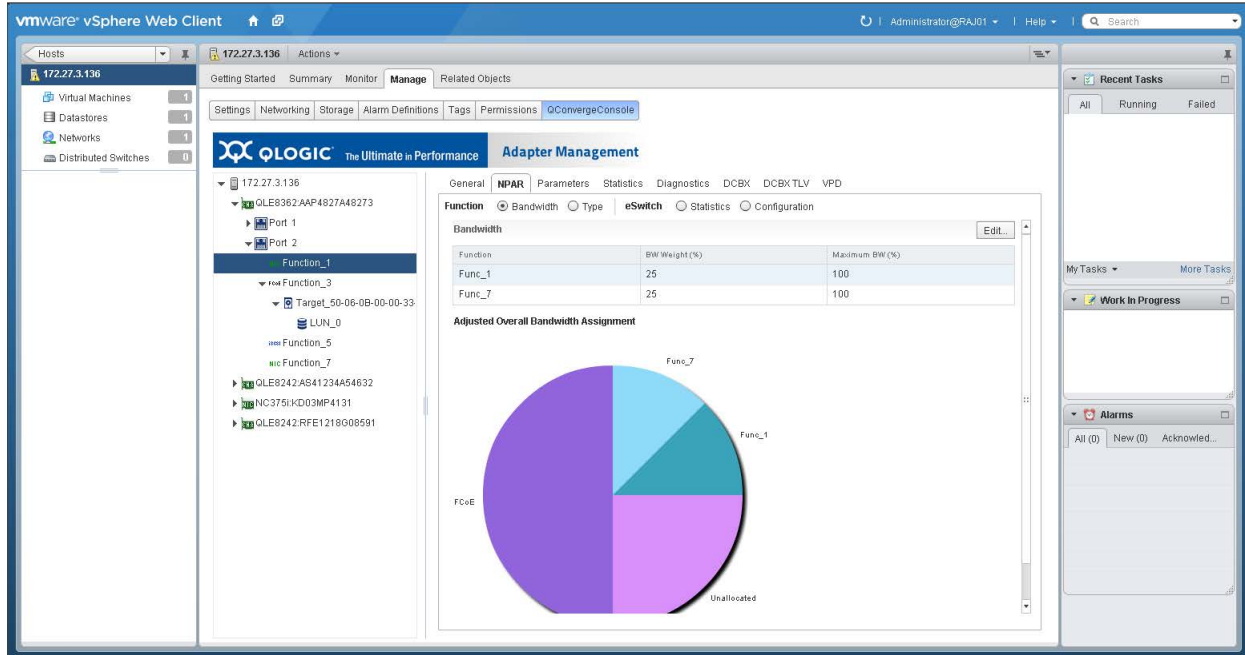 vmware® vSphere Web Client
Administrator@RAJ01 | Help | Search
Hosts
172.27.3.136
Virtual Machines 1
Datastores 1
Networks 1
Distributed Switches 0
172.27.3.136 Actions
Getting Started Summary Monitor Manage Related Objects
Settings Networking Storage Alarm Definitions Tags Permissions QConvergeConsole
QLOGIC The Ultimate in Performance Adapter Management
172.27.3.136
QLE8362:AAP4827A48273
Port 1
Port 2
Function_1
Function_3
Target_50-06-0B-00-00-33-
LUN_0
Function_5
NIC Function_7
QLE8242:AS41234A54632
NC375i:KD03MP4131
QLE8242:RFE1218G08591
General NPAR Parameters Statistics Diagnostics DCBX DCBX TLV VPD
Function Bandwidth Type eSwitch Statistics Configuration
Bandwidth Edit...
Function BW Weight (%) Maximum BW (%)
Func_1 25 100
Func_7 25 100
Adjusted Overall Bandwidth Assignment
Func_7
Func_1
FCoE
Unallocated
Recent Tasks
All Running Failed
My Tasks More Tasks
Work In Progress
Alarms
All (0) New (0) Acknowled...